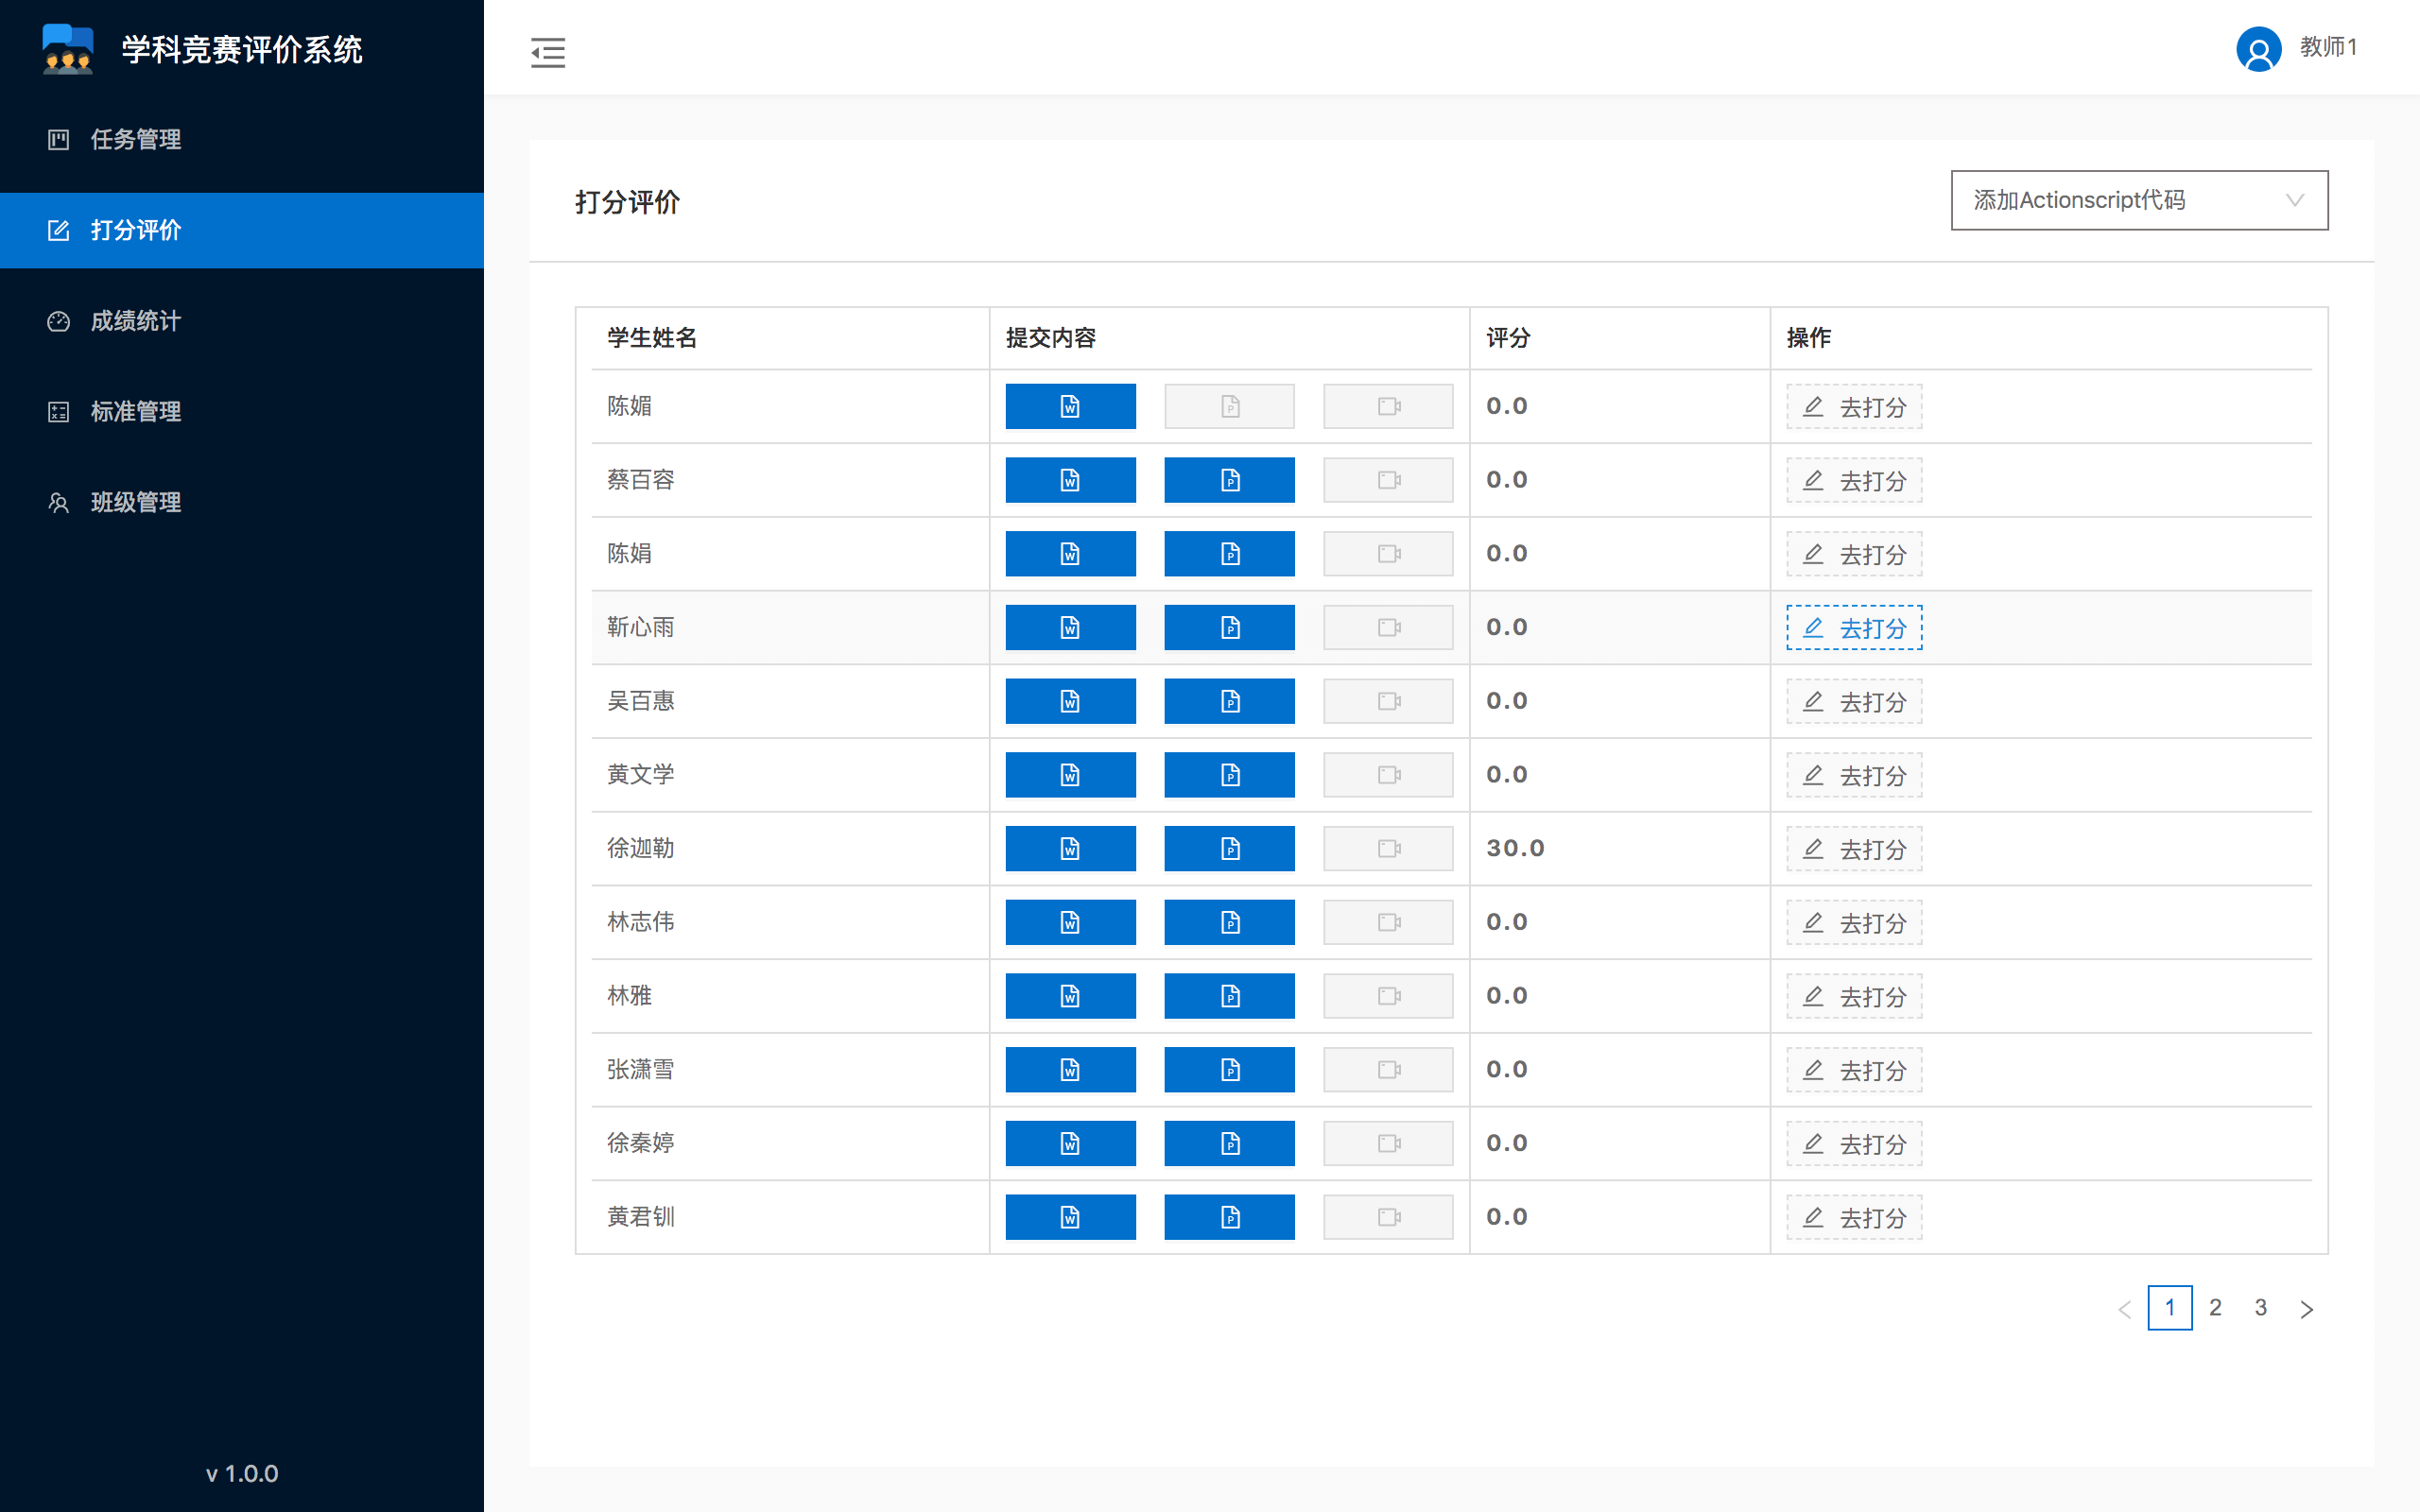 学科竞赛评价系统
教师1
任务管理
打分评价
成绩统计
标准管理
班级管理
v 1.0.0
打分评价
添加Actionscript代码
学生姓名 提交内容 评分 操作
陈媚 W P 0.0 去打分
蔡百容 W P 0.0 去打分
陈娟 W P 0.0 去打分
靳心雨 W P 0.0 去打分
吴百惠 W P 0.0 去打分
黄文学 W P 0.0 去打分
徐迦勒 W P 30.0 去打分
林志伟 W P 0.0 去打分
林雅 W P 0.0 去打分
张潇雪 W P 0.0 去打分
徐秦婷 W P 0.0 去打分
黄君钏 W P 0.0 去打分
< 1 2 3 >